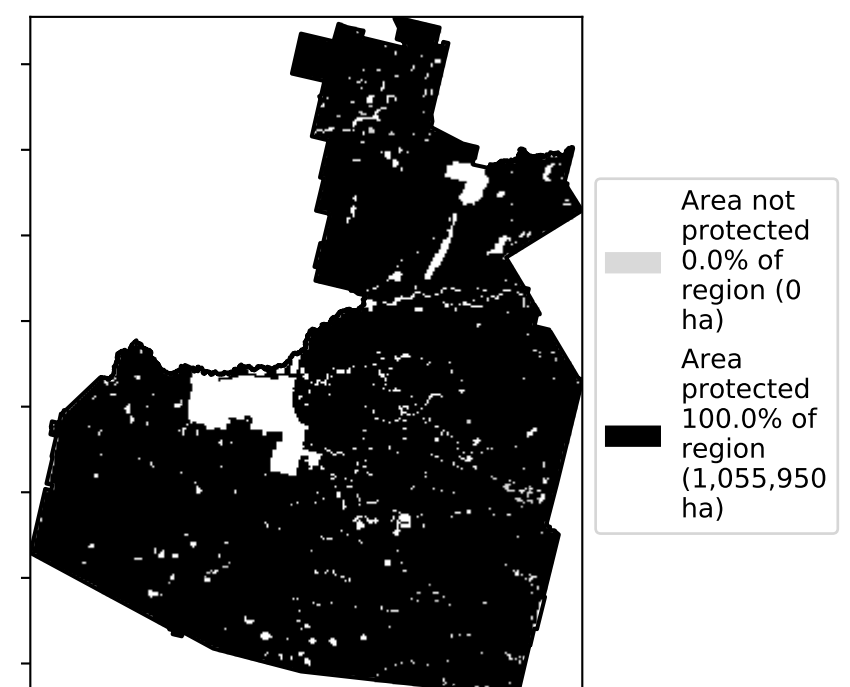 Area not
protected
0.0% of
region (0
ha)
Area
protected
100.0% of
region
(1,055,950
ha)